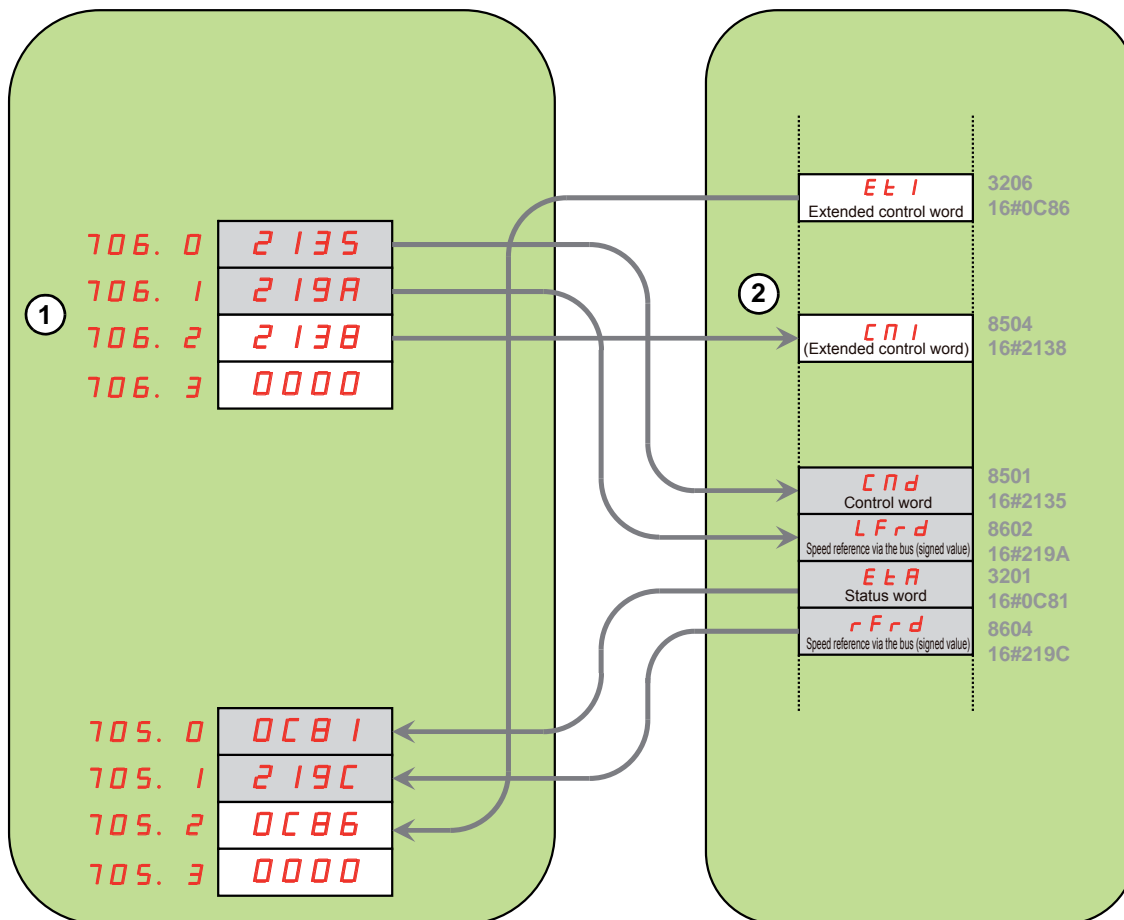 1
706. 0 2135
706. 1 219A
706. 2 2138
706. 3 0000
705. 0 0C81
705. 1 219C
705. 2 0C86
705. 3 0000
2
EtI
Extended control word
3206
16#0C86
CMI
(Extended control word)
8504
16#2138
CMd
Control word
8501
16#2135
LFrd
Speed reference via the bus (signed value)
8602
16#219A
EtA
Status word
3201
16#0C81
rFrd
Speed reference via the bus (signed value)
8604
16#219C